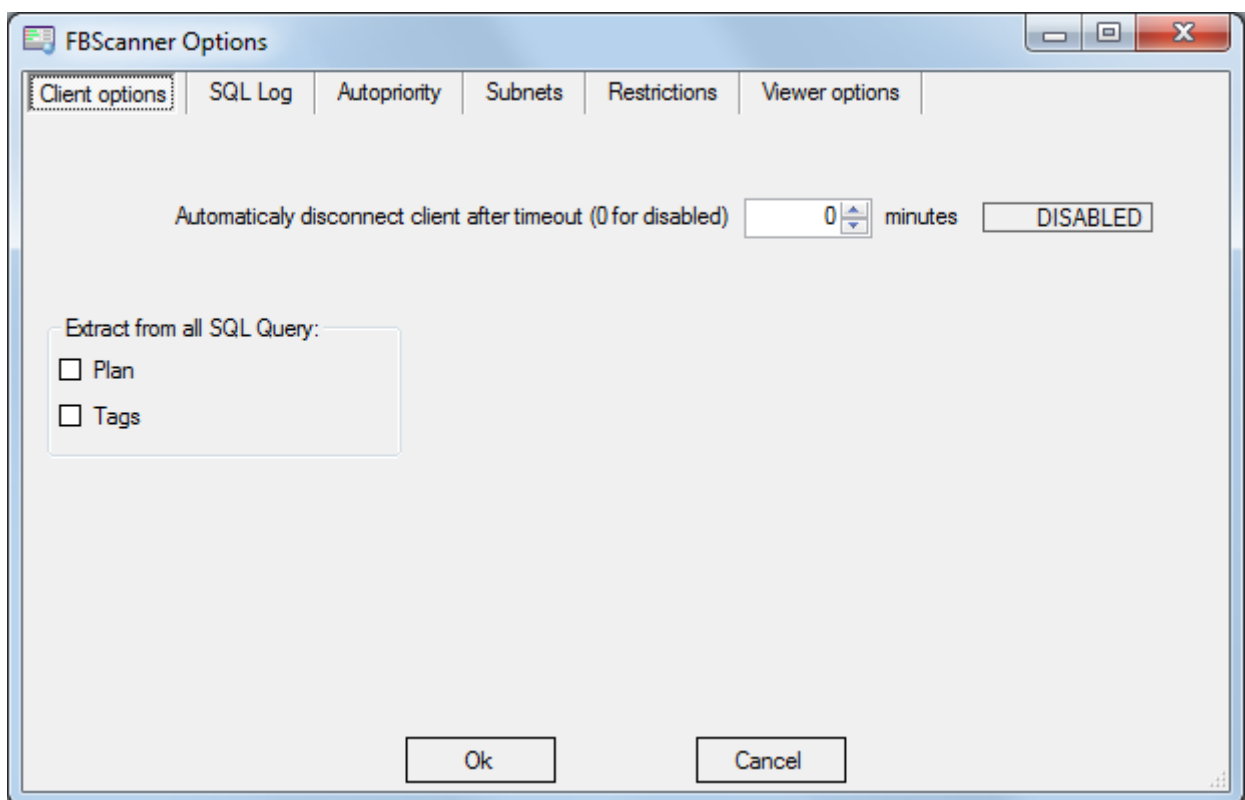 FBScanner Options
Client options SQL Log Autopriority Subnets Restrictions Viewer options
Automaticaly disconnect client after timeout (0 for disabled) 0 minutes DISABLED
Extract from all SQL Query:
Plan
Tags
Ok Cancel